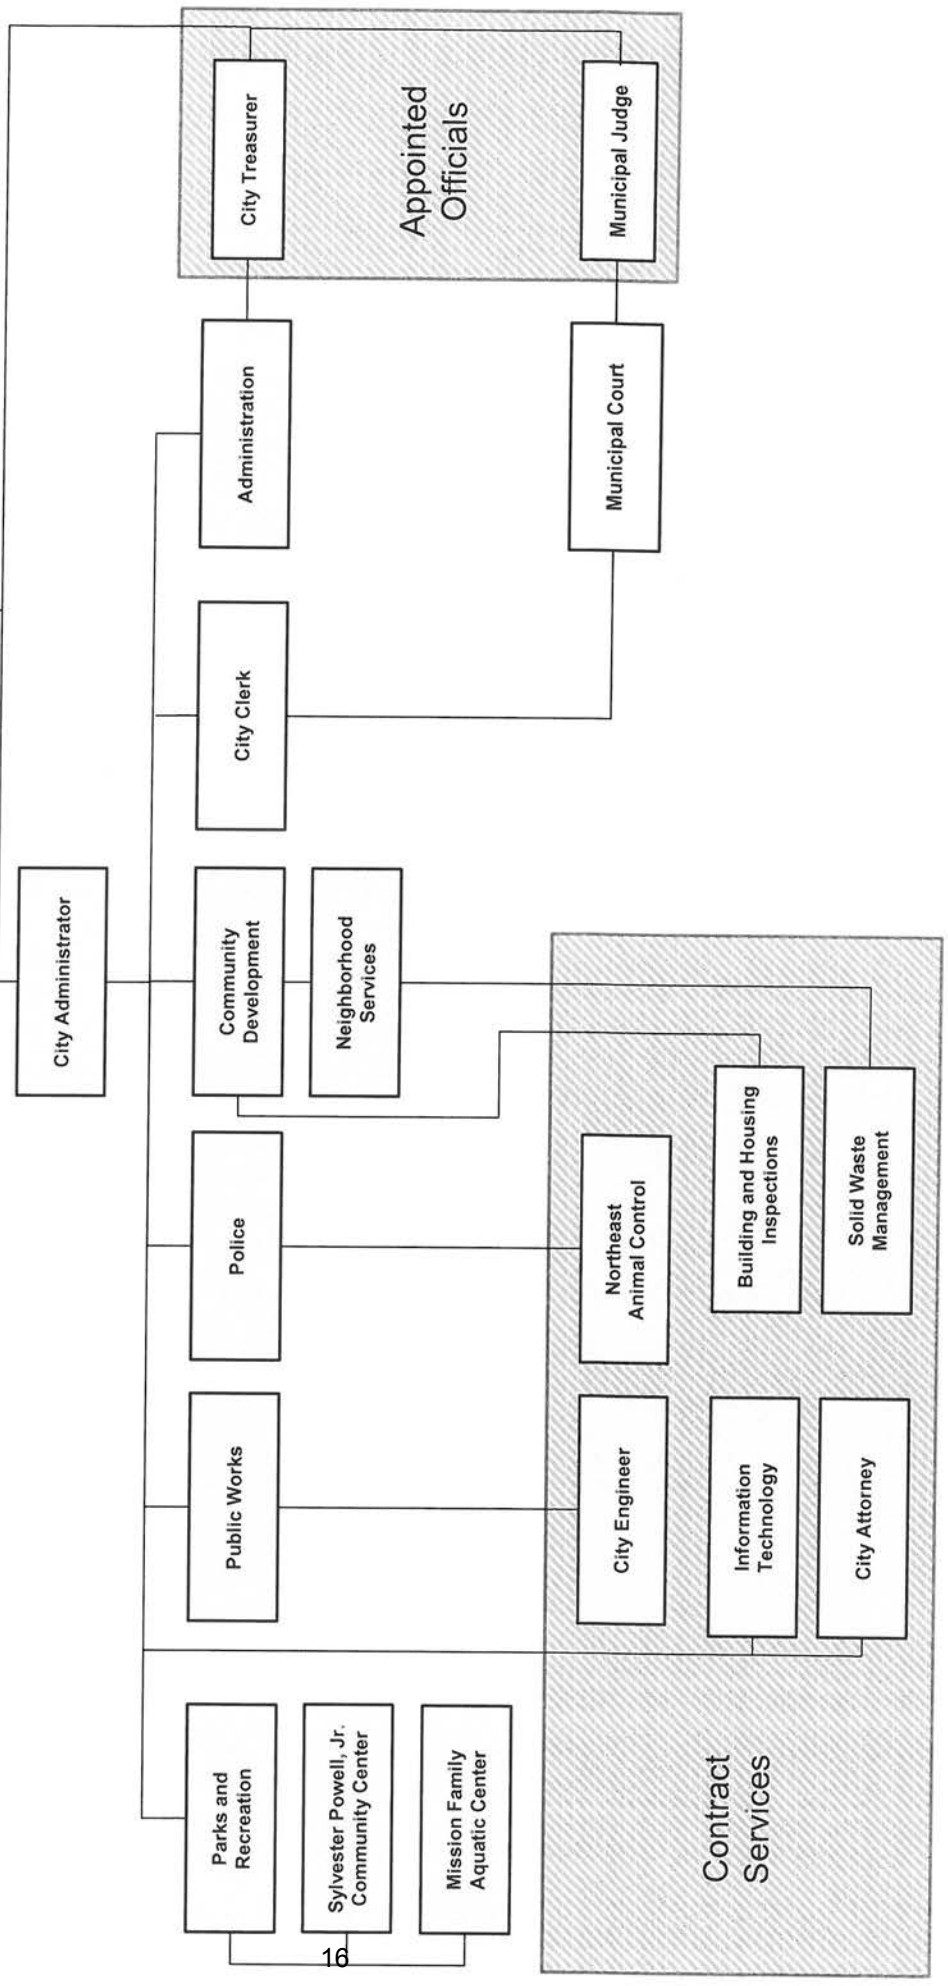 City Administrator
Parks and
Recreation
Public Works
Police
Community
Development
City Clerk
Administration
City Treasurer
Sylvester Powell, Jr.
Community Center
Neighborhood
Services
Mission Family
Aquatic Center
Appointed
Officials
City Engineer
Northeast
Animal Control
Municipal Court
Municipal Judge
Contract
Services
Information
Technology
Building and Housing
Inspections
City Attorney
Solid Waste
Management
16